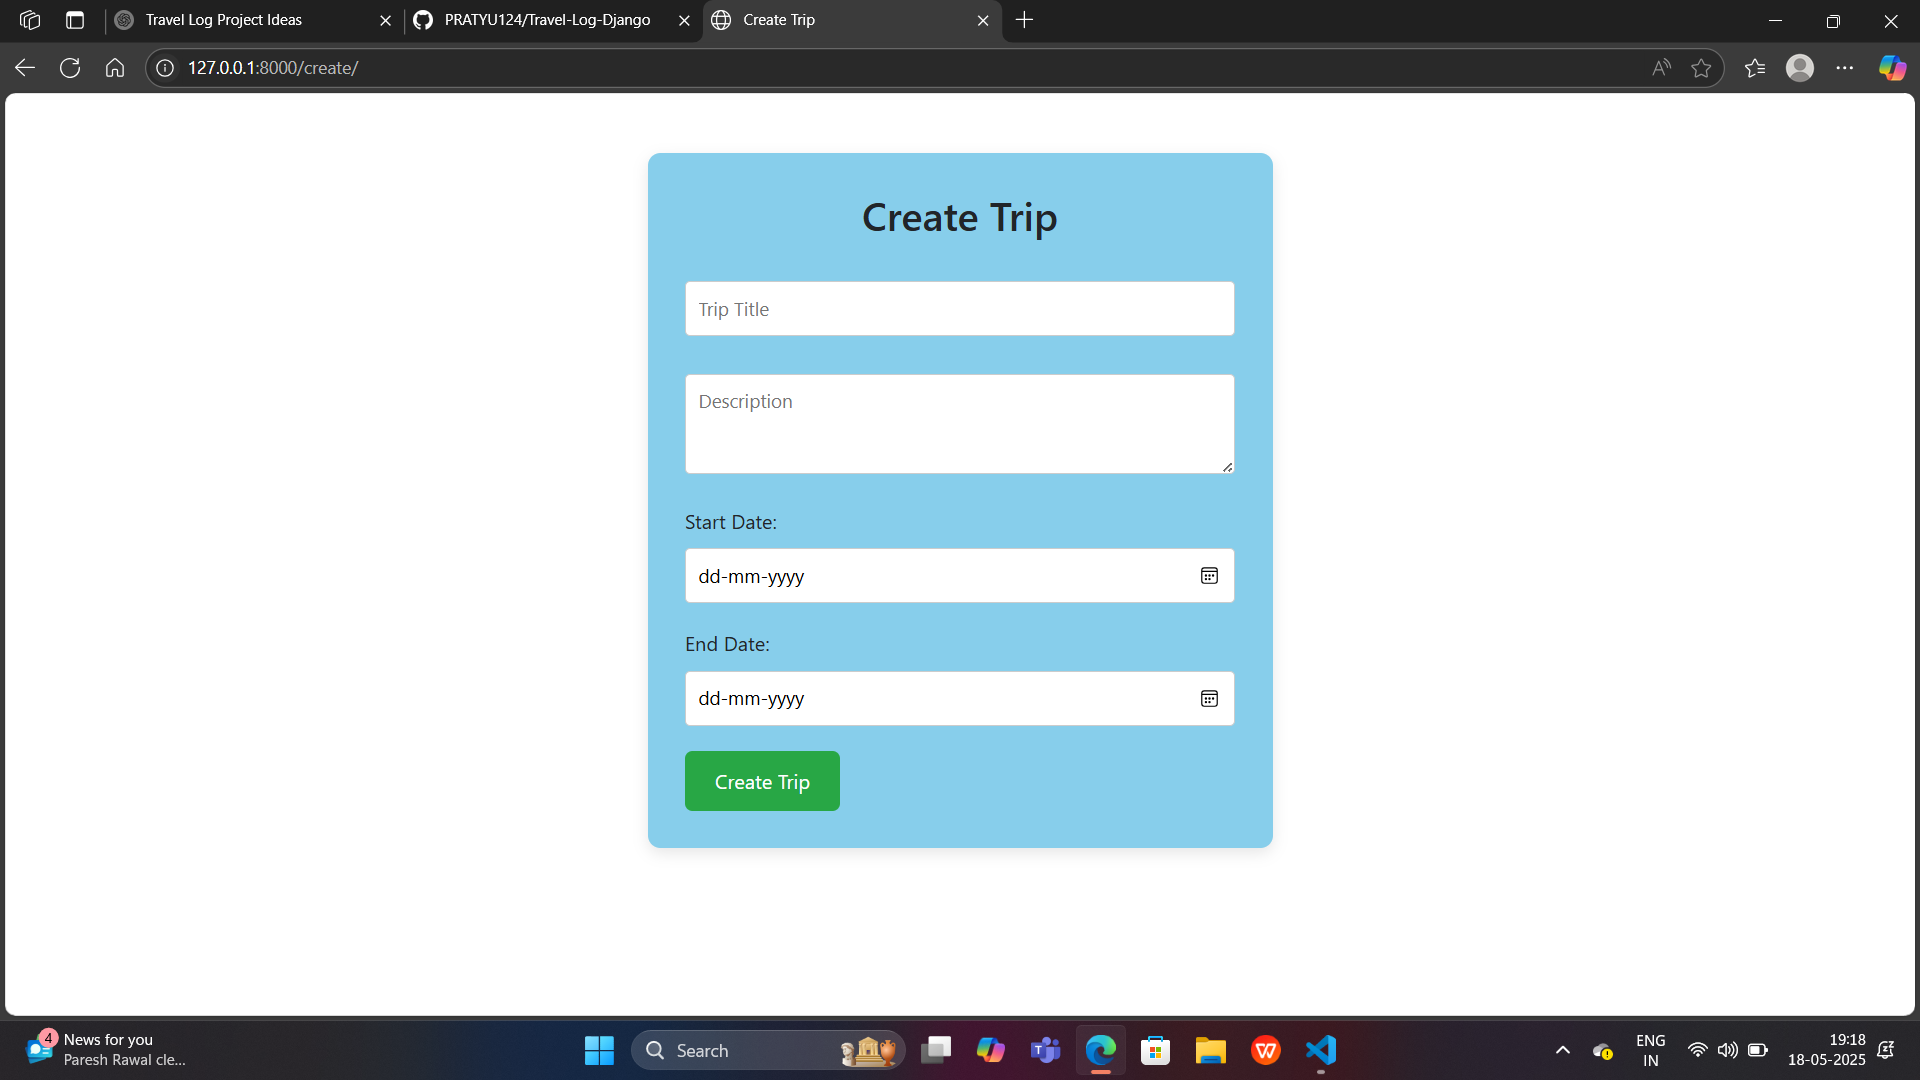 Travel Log Project Ideas
PRATYU124/Travel-Log-Django
Create Trip
127.0.0.1:8000/create/
Create Trip
Trip Title
Description
Start Date:
dd-mm-yyyy
End Date:
dd-mm-yyyy
Create Trip
4
News for you
Paresh Rawal cle...
Search
ENG
IN
19:18
18-05-2025